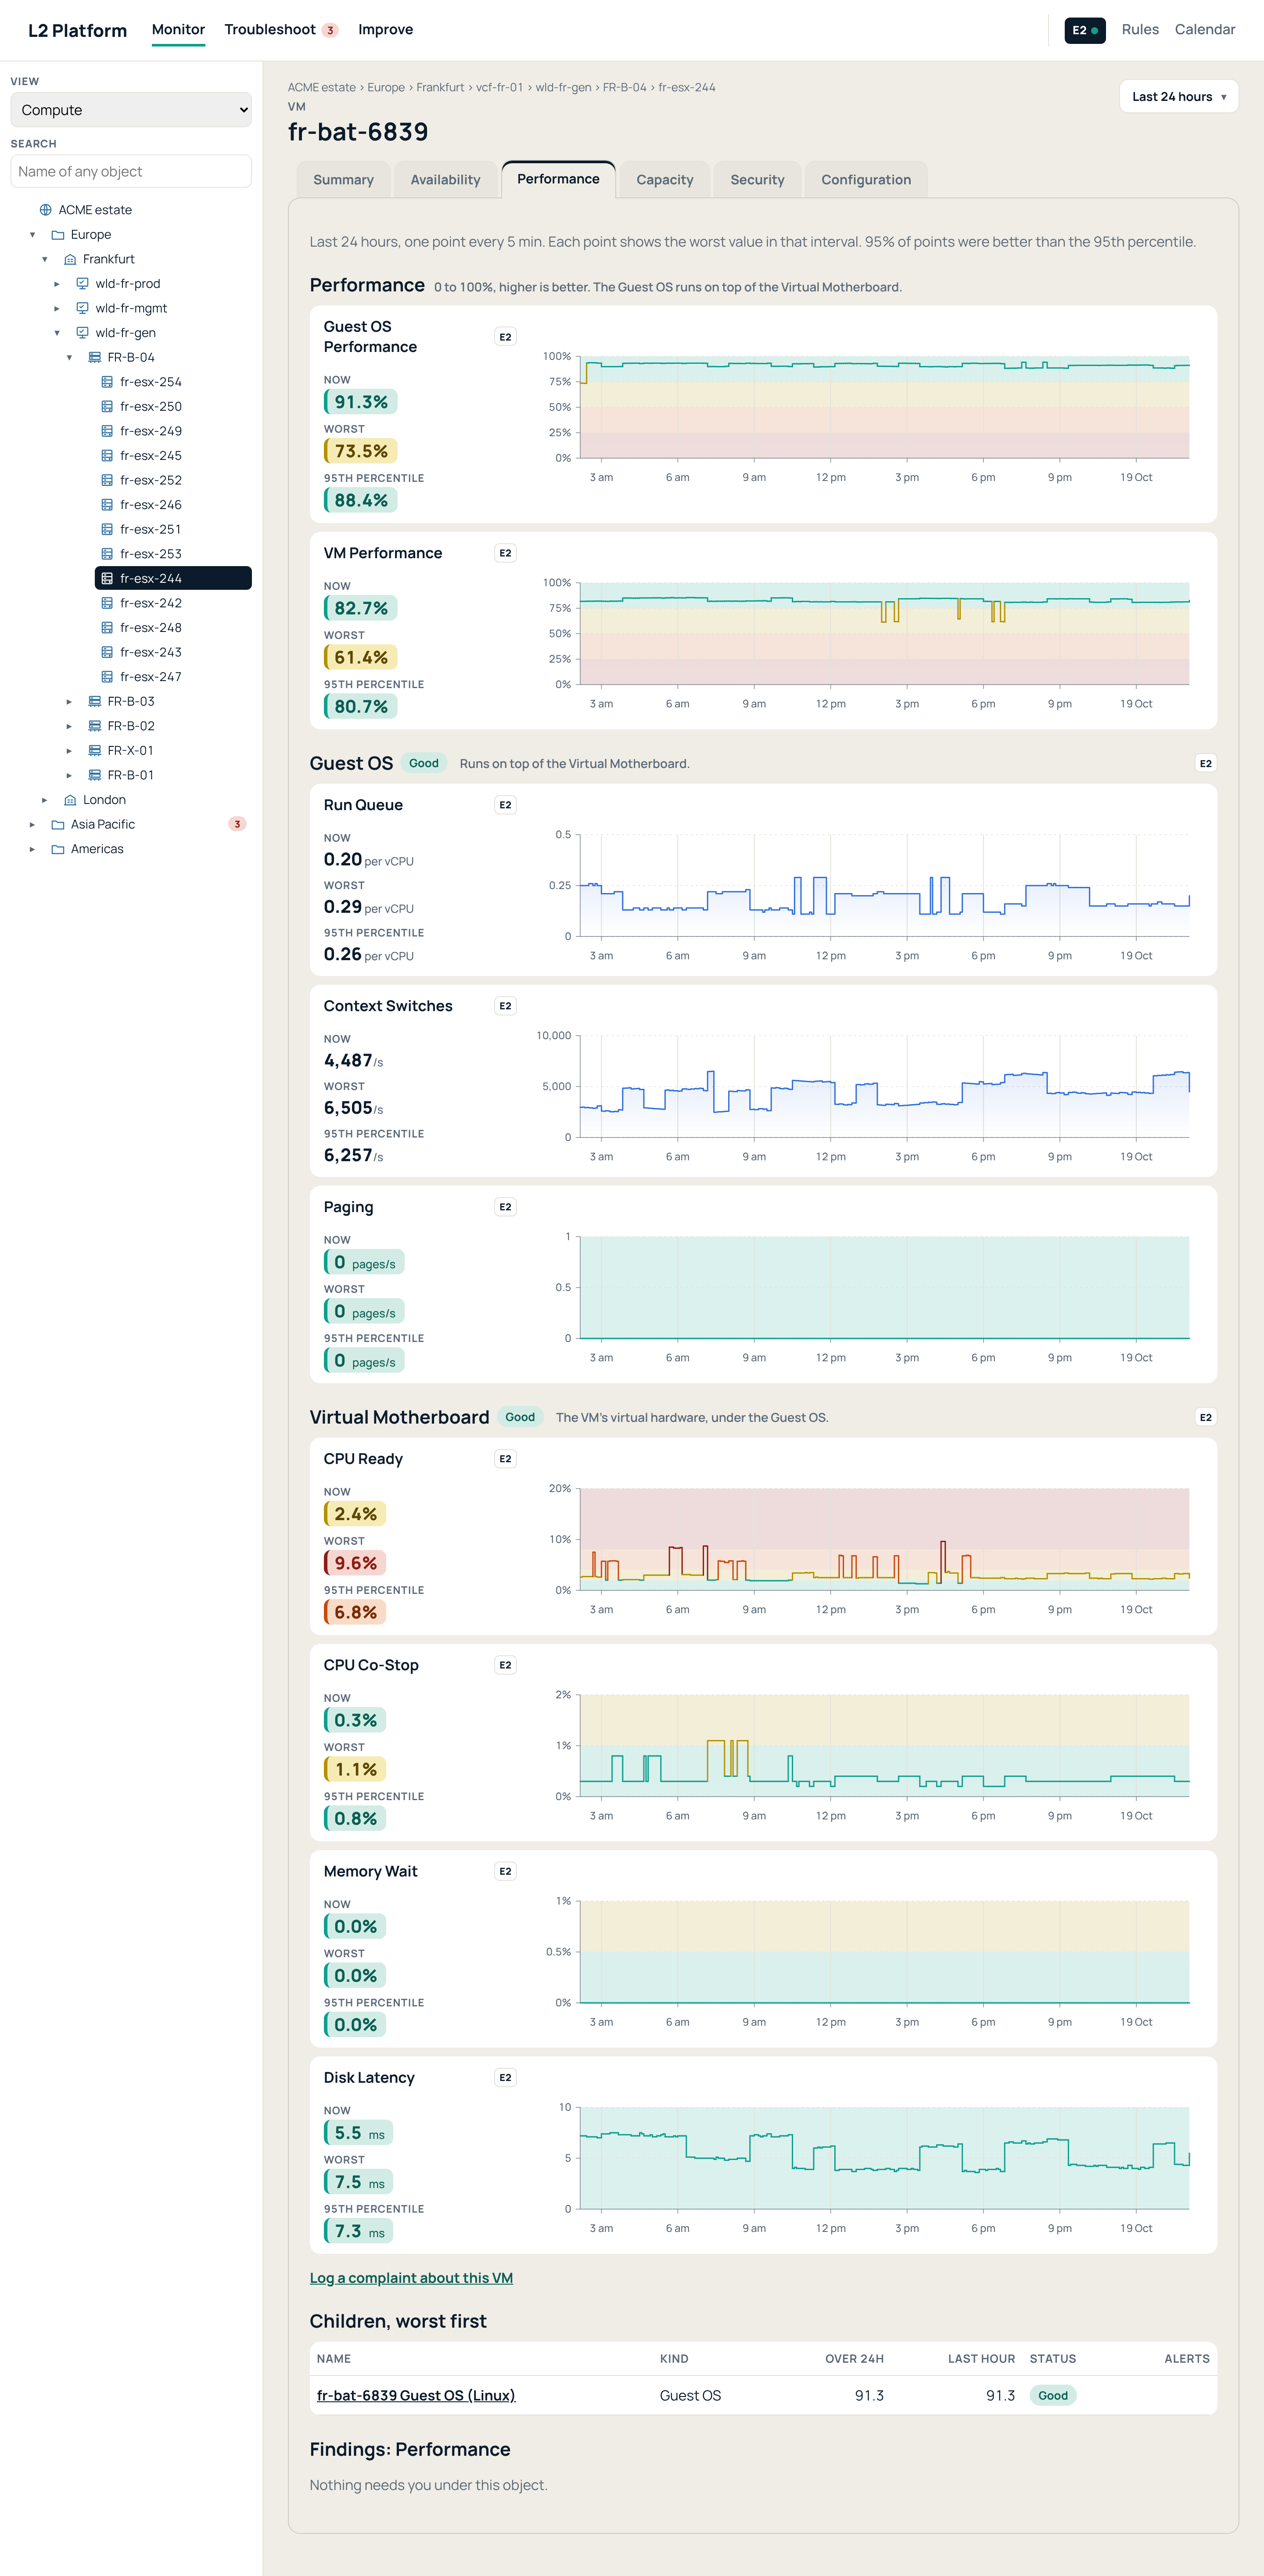 L2 Platform
Monitor
Troubleshoot 3
Improve
E2
Rules
Calendar
VIEW
Compute
SEARCH
Name of any object
ACME estate
Europe
Frankfurt
wld-fr-prod
wld-fr-mgmt
wld-fr-gen
FR-B-04
fr-esx-254
fr-esx-250
fr-esx-249
fr-esx-245
fr-esx-252
fr-esx-246
fr-esx-251
fr-esx-253
fr-esx-244
fr-esx-242
fr-esx-248
fr-esx-243
fr-esx-247
FR-B-03
FR-B-02
FR-X-01
FR-B-01
London
Asia Pacific 3
Americas
ACME estate › Europe › Frankfurt › vcf-fr-01 › wld-fr-gen › FR-B-04 › fr-esx-244
VM
fr-bat-6839
Last 24 hours
Summary
Availability
Performance
Capacity
Security
Configuration
Last 24 hours, one point every 5 min. Each point shows the worst value in that interval. 95% of points were better than the 95th percentile.
Performance 0 to 100%, higher is better. The Guest OS runs on top of the Virtual Motherboard.
Guest OS
Performance
E2
NOW
91.3%
WORST
73.5%
95TH PERCENTILE
88.4%
100%
75%
50%
25%
0%
3 am 6 am 9 am 12 pm 3 pm 6 pm 9 pm 19 Oct
VM Performance E2
NOW
82.7%
WORST
61.4%
95TH PERCENTILE
80.7%
100%
75%
50%
25%
0%
3 am 6 am 9 am 12 pm 3 pm 6 pm 9 pm 19 Oct
Guest OS Good Runs on top of the Virtual Motherboard. E2
Run Queue E2
NOW
0.20 per vCPU
WORST
0.29 per vCPU
95TH PERCENTILE
0.26 per vCPU
0.5
0.25
0
3 am 6 am 9 am 12 pm 3 pm 6 pm 9 pm 19 Oct
Context Switches E2
NOW
4,487/s
WORST
6,505/s
95TH PERCENTILE
6,257/s
10,000
5,000
0
3 am 6 am 9 am 12 pm 3 pm 6 pm 9 pm 19 Oct
Paging E2
NOW
0 pages/s
WORST
0 pages/s
95TH PERCENTILE
0 pages/s
1
0.5
0
3 am 6 am 9 am 12 pm 3 pm 6 pm 9 pm 19 Oct
Virtual Motherboard Good The VM's virtual hardware, under the Guest OS. E2
CPU Ready E2
NOW
2.4%
WORST
9.6%
95TH PERCENTILE
6.8%
20%
10%
0%
3 am 6 am 9 am 12 pm 3 pm 6 pm 9 pm 19 Oct
CPU Co-Stop E2
NOW
0.3%
WORST
1.1%
95TH PERCENTILE
0.8%
2%
1%
0%
3 am 6 am 9 am 12 pm 3 pm 6 pm 9 pm 19 Oct
Memory Wait E2
NOW
0.0%
WORST
0.0%
95TH PERCENTILE
0.0%
1%
0.5%
0%
3 am 6 am 9 am 12 pm 3 pm 6 pm 9 pm 19 Oct
Disk Latency E2
NOW
5.5 ms
WORST
7.5 ms
95TH PERCENTILE
7.3 ms
10
5
0
3 am 6 am 9 am 12 pm 3 pm 6 pm 9 pm 19 Oct
Log a complaint about this VM
Children, worst first
NAME KIND OVER 24H LAST HOUR STATUS ALERTS
fr-bat-6839 Guest OS (Linux) Guest OS 91.3 91.3 Good
Findings: Performance
Nothing needs you under this object.